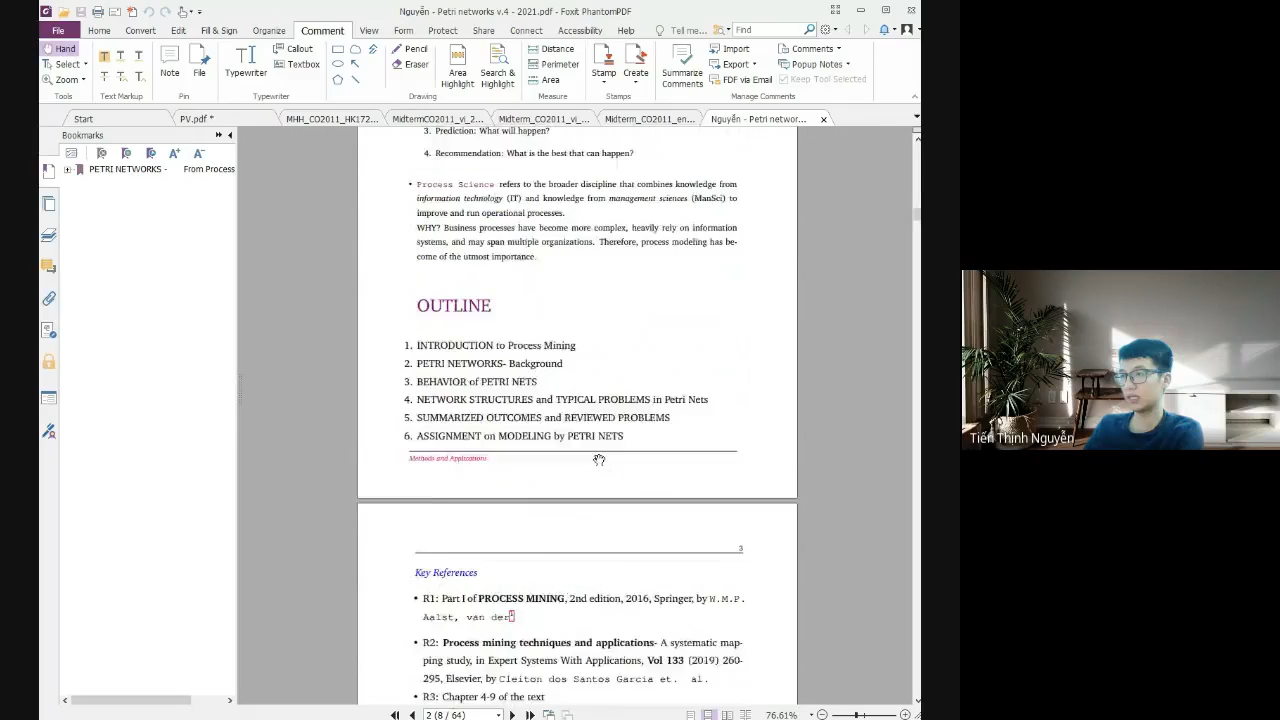 Nguyễn - Petri networks v.4 - 2021.pdf - Foxit PhantomPDF
File Home Convert Edit Organize Comment View Form Protect Share Connect Accessibility Help Tell me... Find
Hand
Select
Zoom
Tools
Text Markup
Note
File
Typewriter
Callout
Textbox
Typewriter
Pencil
Eraser
Area Highlight
Search & Highlight
Drawing
Distance
Perimeter
Area
Measure
Stamp
Create
Stamps
Summarize Comments
Import
Export
FDF via Email
Comments
Popup Notes
Keep Tool Selected
Manage Comments
Start PV.pdf * MHH_CO2011_HK172... MidtermCO2011_vi_2... Midterm_CO2011_vi_... Midterm_CO2011_en... Nguyễn - Petri networ...
Bookmarks
PETRI NETWORKS - From Process
3. Prediction: What will happen?
4. Recommendation: What is the best that can happen?
• Process Science refers to the broader discipline that combines knowledge from
information technology (IT) and knowledge from management sciences (ManSci) to
improve and run operational processes.
WHY? Business processes have become more complex, heavily rely on information
systems, and may span multiple organizations. Therefore, process modeling has be-
come of the utmost importance.
OUTLINE
1. INTRODUCTION to Process Mining
2. PETRI NETWORKS- Background
3. BEHAVIOR of PETRI NETS
4. NETWORK STRUCTURES and TYPICAL PROBLEMS in Petri Nets
5. SUMMARIZED OUTCOMES and REVIEWED PROBLEMS
6. ASSIGNMENT on MODELING by PETRI NETS
Methods and Applications
3
Key References
• R1: Part I of PROCESS MINING, 2nd edition, 2016, Springer, by W.M.P.
Aalst, van der1
• R2: Process mining techniques and applications- A systematic map-
ping study, in Expert Systems With Applications, Vol 133 (2019) 260-
295, Elsevier, by Cleiton dos Santos Garcia et. al.
• R3: Chapter 4-9 of the text
2 (8 / 64)
76.61%
Tiến Thịnh Nguyễn